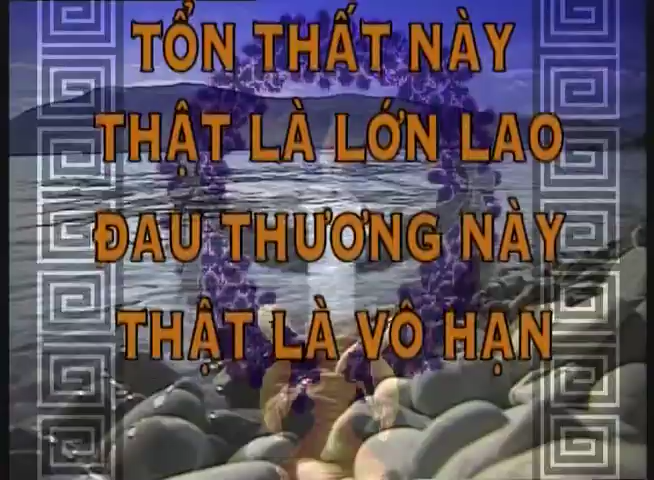 TỔN THẤT NÀY
THẬT LÀ LỚN LAO
ĐAU THƯƠNG NÀY
THẬT LÀ VÔ HẠN